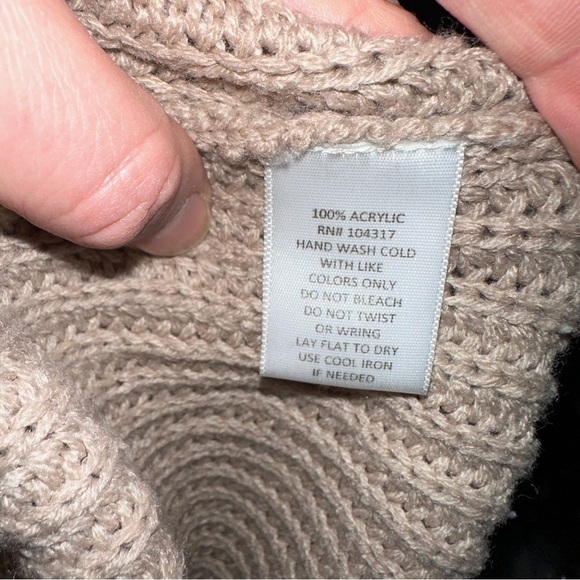 100% ACRYLIC
RN# 104317
HAND WASH COLD
WITH LIKE
COLORS ONLY
DO NOT BLEACH
DO NOT TWIST
OR WRING
LAY FLAT TO DRY
USE COOL IRON
IF NEEDED